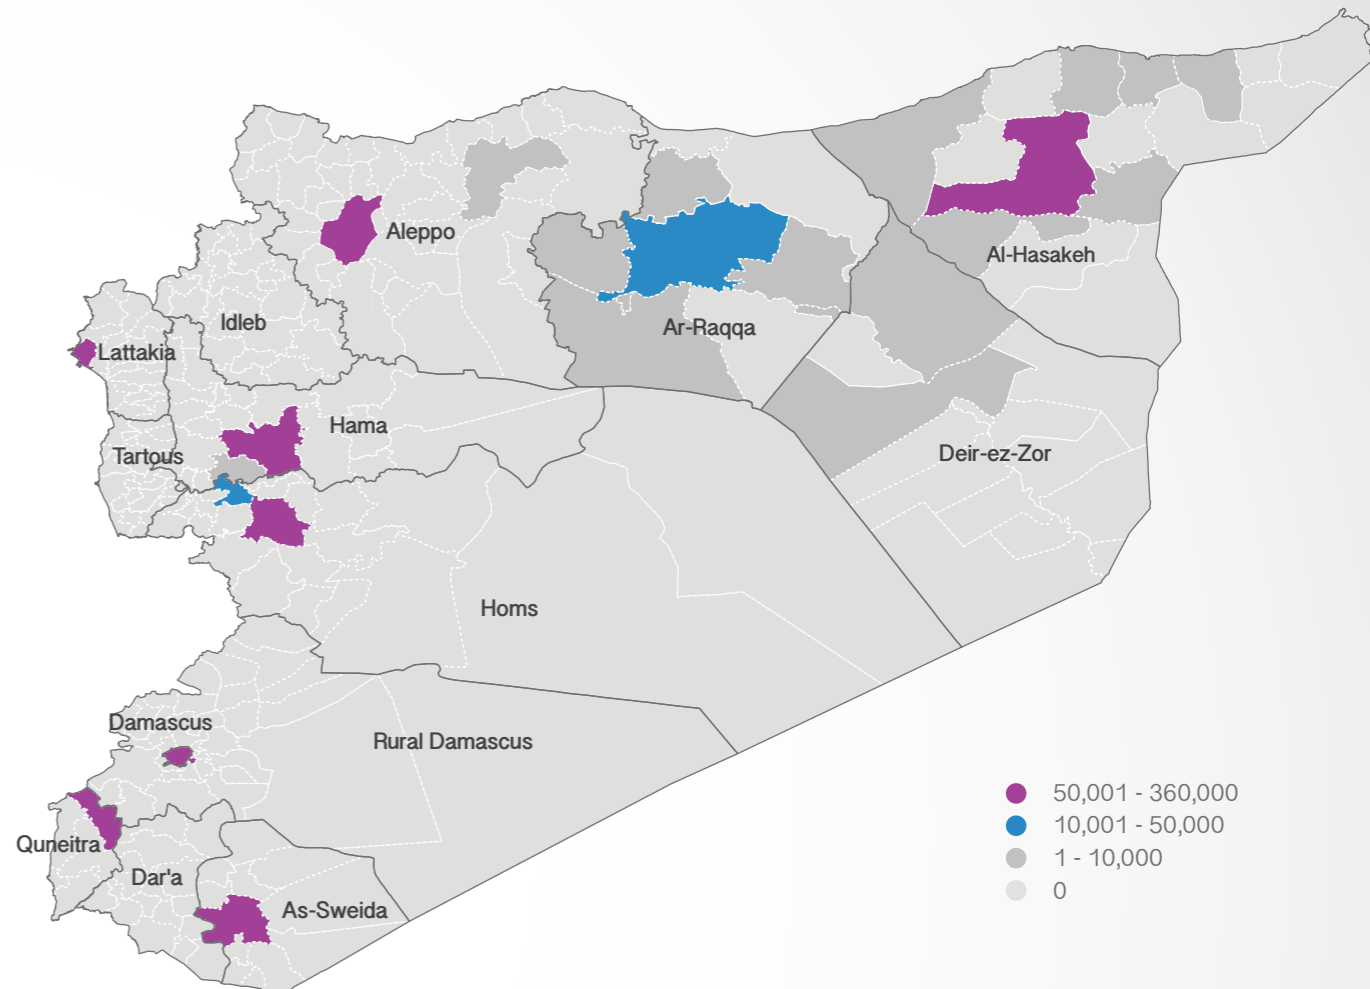 Aleppo
Al-Hasakeh
Idleb
Ar-Raqqa
Lattakia
Hama
Tartous
Deir-ez-Zor
Homs
Damascus
Rural Damascus
Quneitra
Dar'a
As-Sweida
50,001 - 360,000
10,001 - 50,000
1 - 10,000
0